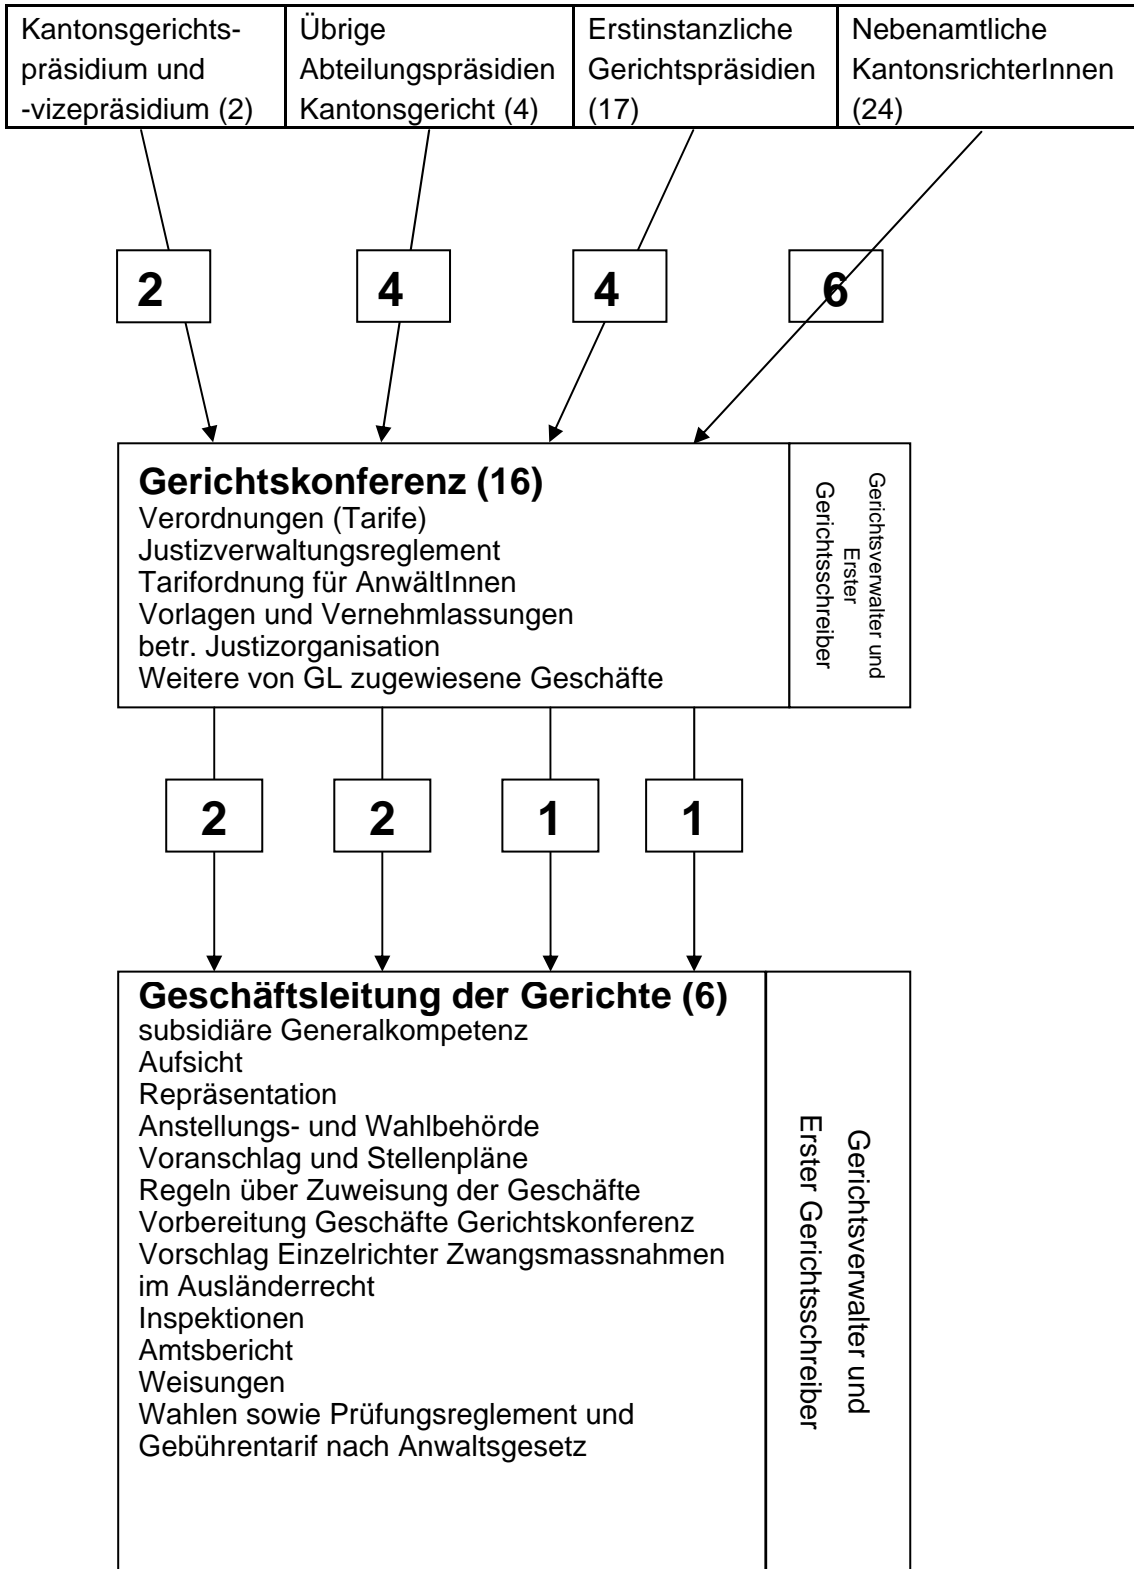 Kantonsgerichts-
präsidium und
-vizepräsidium (2)
Übrige
Abteilungspräsidien
Kantonsgericht (4)
Erstinstanzliche
Gerichtspräsidien
(17)
Nebenamtliche
KantonsrichterInnen
(24)
2
4
4
6
Gerichtskonferenz (16)
Verordnungen (Tarife)
Justizverwaltungsreglement
Tarifordnung für AnwältInnen
Vorlagen und Vernehmlassungen
betr. Justizorganisation
Weitere von GL zugewiesene Geschäfte
Gerichtsverwalter und
Erster
Gerichtsschreiber
2
2
1
1
Geschäftsleitung der Gerichte (6)
subsidiäre Generalkompetenz
Aufsicht
Repräsentation
Anstellungs- und Wahlbehörde
Voranschlag und Stellenpläne
Regeln über Zuweisung der Geschäfte
Vorbereitung Geschäfte Gerichtskonferenz
Vorschlag Einzelrichter Zwangsmassnahmen
im Ausländerrecht
Inspektionen
Amtsbericht
Weisungen
Wahlen sowie Prüfungsreglement und
Gebührentarif nach Anwaltsgesetz
Gerichtsverwalter und
Erster Gerichtsschreiber